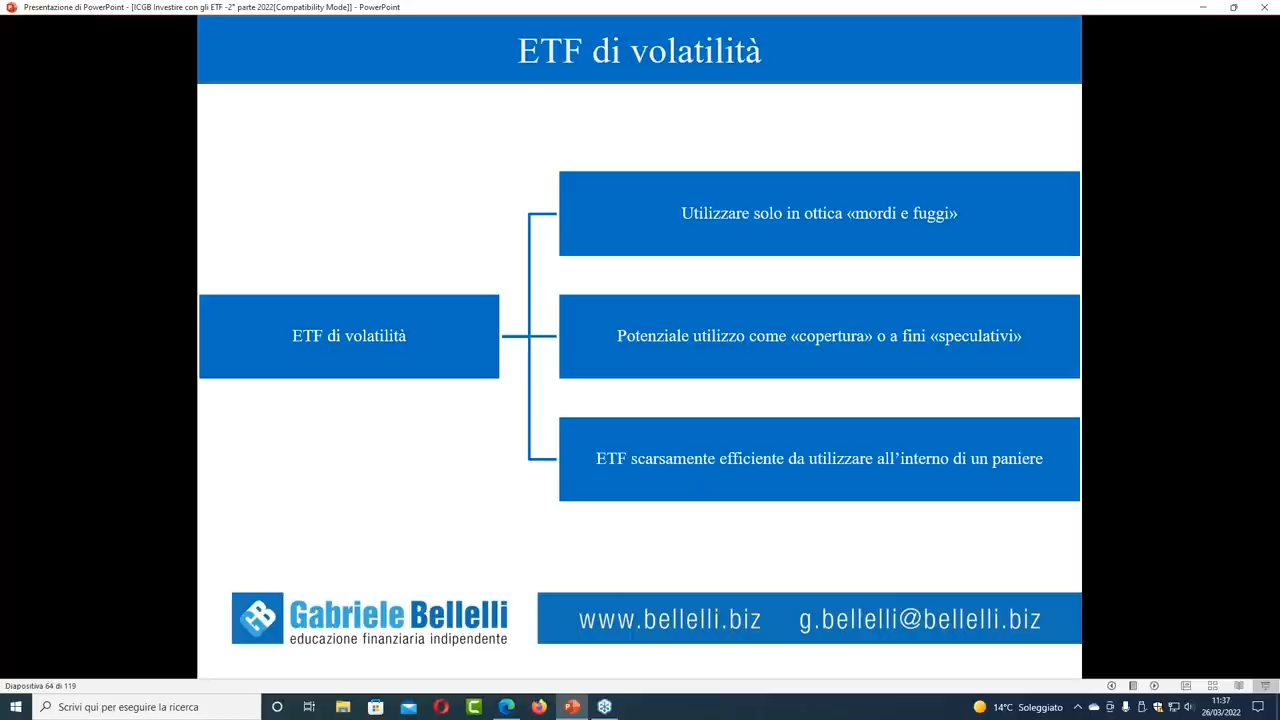 Presentazione di PowerPoint - [ICGB Investire con gli ETF -2° parte 2022[Compatibility Mode]] - PowerPoint
ETF di volatilità
Utilizzare solo in ottica «mordi e fuggi»
ETF di volatilità
Potenziale utilizzo come «copertura» o a fini «speculativi»
ETF scarsamente efficiente da utilizzare all’interno di un paniere
Gabriele Bellelli
educazione finanziaria indipendente
www.bellelli.biz g.bellelli@bellelli.biz
Diapositiva 64 di 119
Scrivi qui per eseguire la ricerca
14°C Soleggiato
11:37
26/03/2022